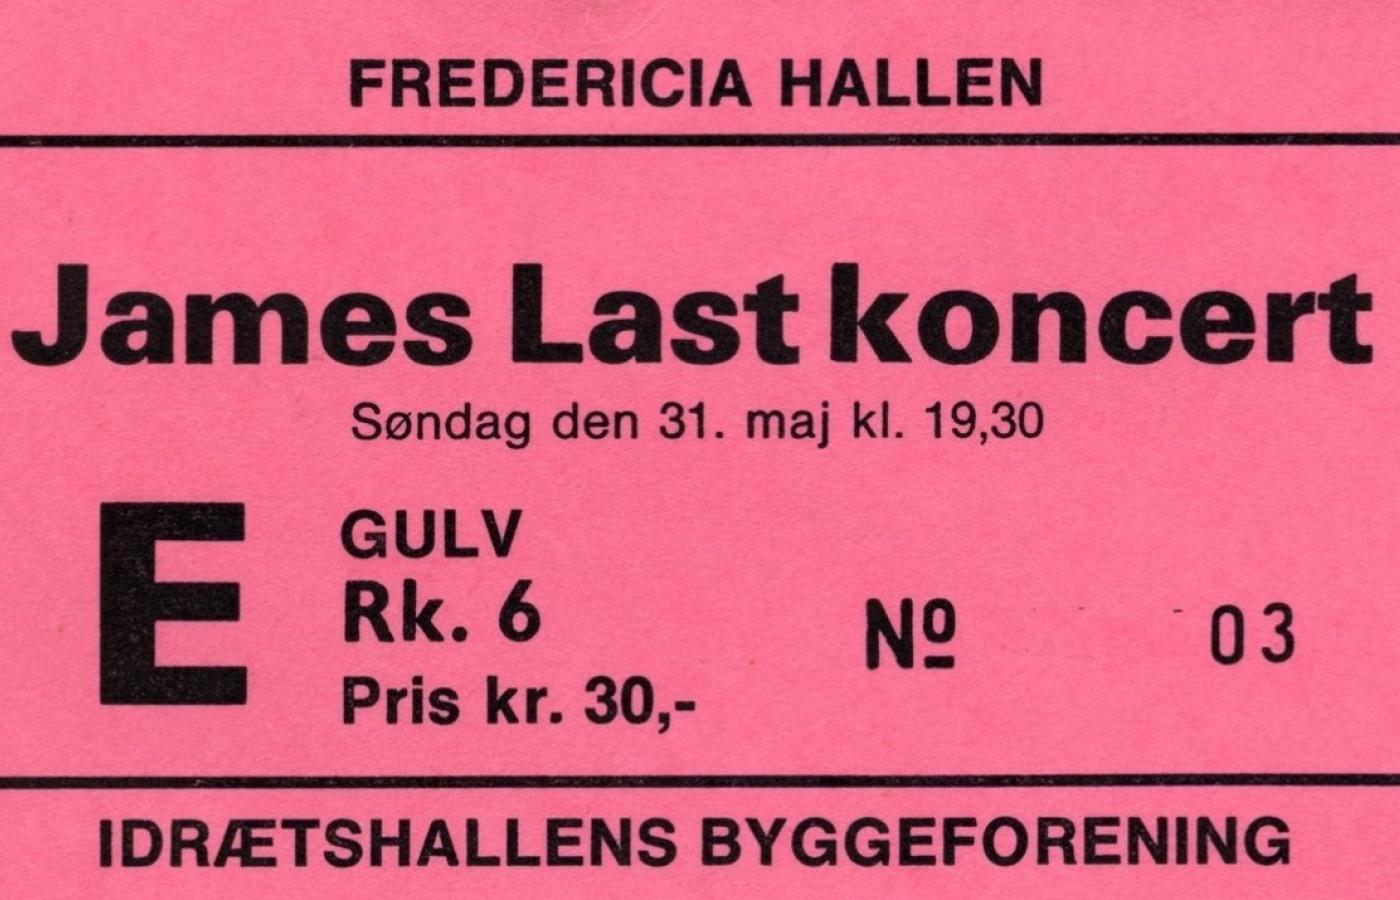 FREDERICIA HALLEN
James Last koncert
Søndag den 31. maj kl. 19,30
E
GULV
Rk. 6
Nº 03
Pris kr. 30,-
IDRÆTSHALLENS BYGGEFORENING